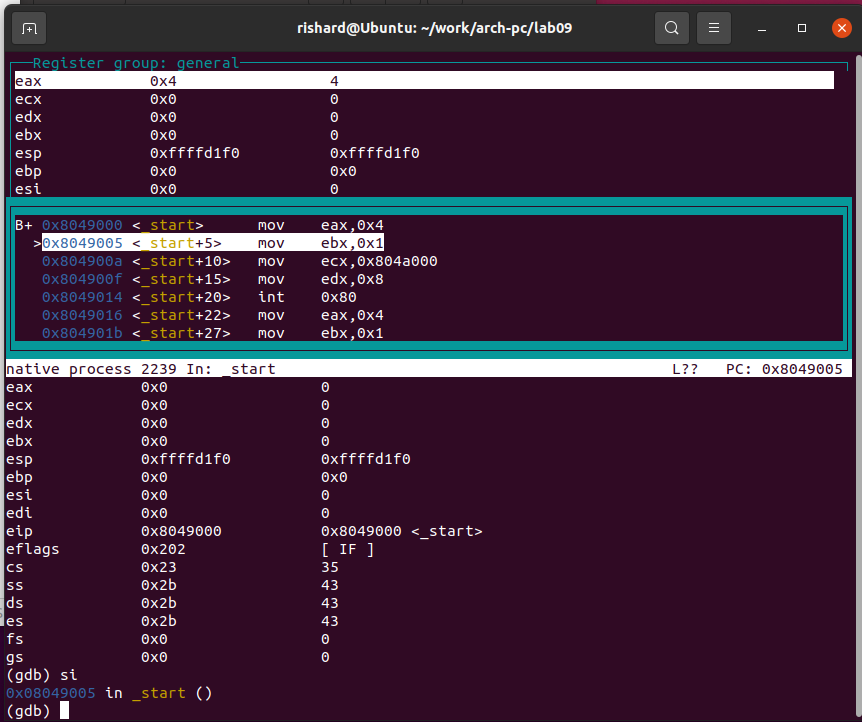 rishard@Ubuntu: ~/work/arch-pc/lab09
Register group: general
eax 0x4 4
ecx 0x0 0
edx 0x0 0
ebx 0x0 0
esp 0xffffd1f0 0xffffd1f0
ebp 0x0 0x0
esi 0x0 0
B+ 0x8049000 <_start> mov eax,0x4
>0x8049005 <_start+5> mov ebx,0x1
0x804900a <_start+10> mov ecx,0x804a000
0x804900f <_start+15> mov edx,0x8
0x8049014 <_start+20> int 0x80
0x8049016 <_start+22> mov eax,0x4
0x804901b <_start+27> mov ebx,0x1
native process 2239 In: _start L?? PC: 0x8049005
eax 0x0 0
ecx 0x0 0
edx 0x0 0
ebx 0x0 0
esp 0xffffd1f0 0xffffd1f0
ebp 0x0 0x0
esi 0x0 0
edi 0x0 0
eip 0x8049000 0x8049000 <_start>
eflags 0x202 [ IF ]
cs 0x23 35
ss 0x2b 43
ds 0x2b 43
es 0x2b 43
fs 0x0 0
gs 0x0 0
(gdb) si
0x08049005 in _start ()
(gdb)